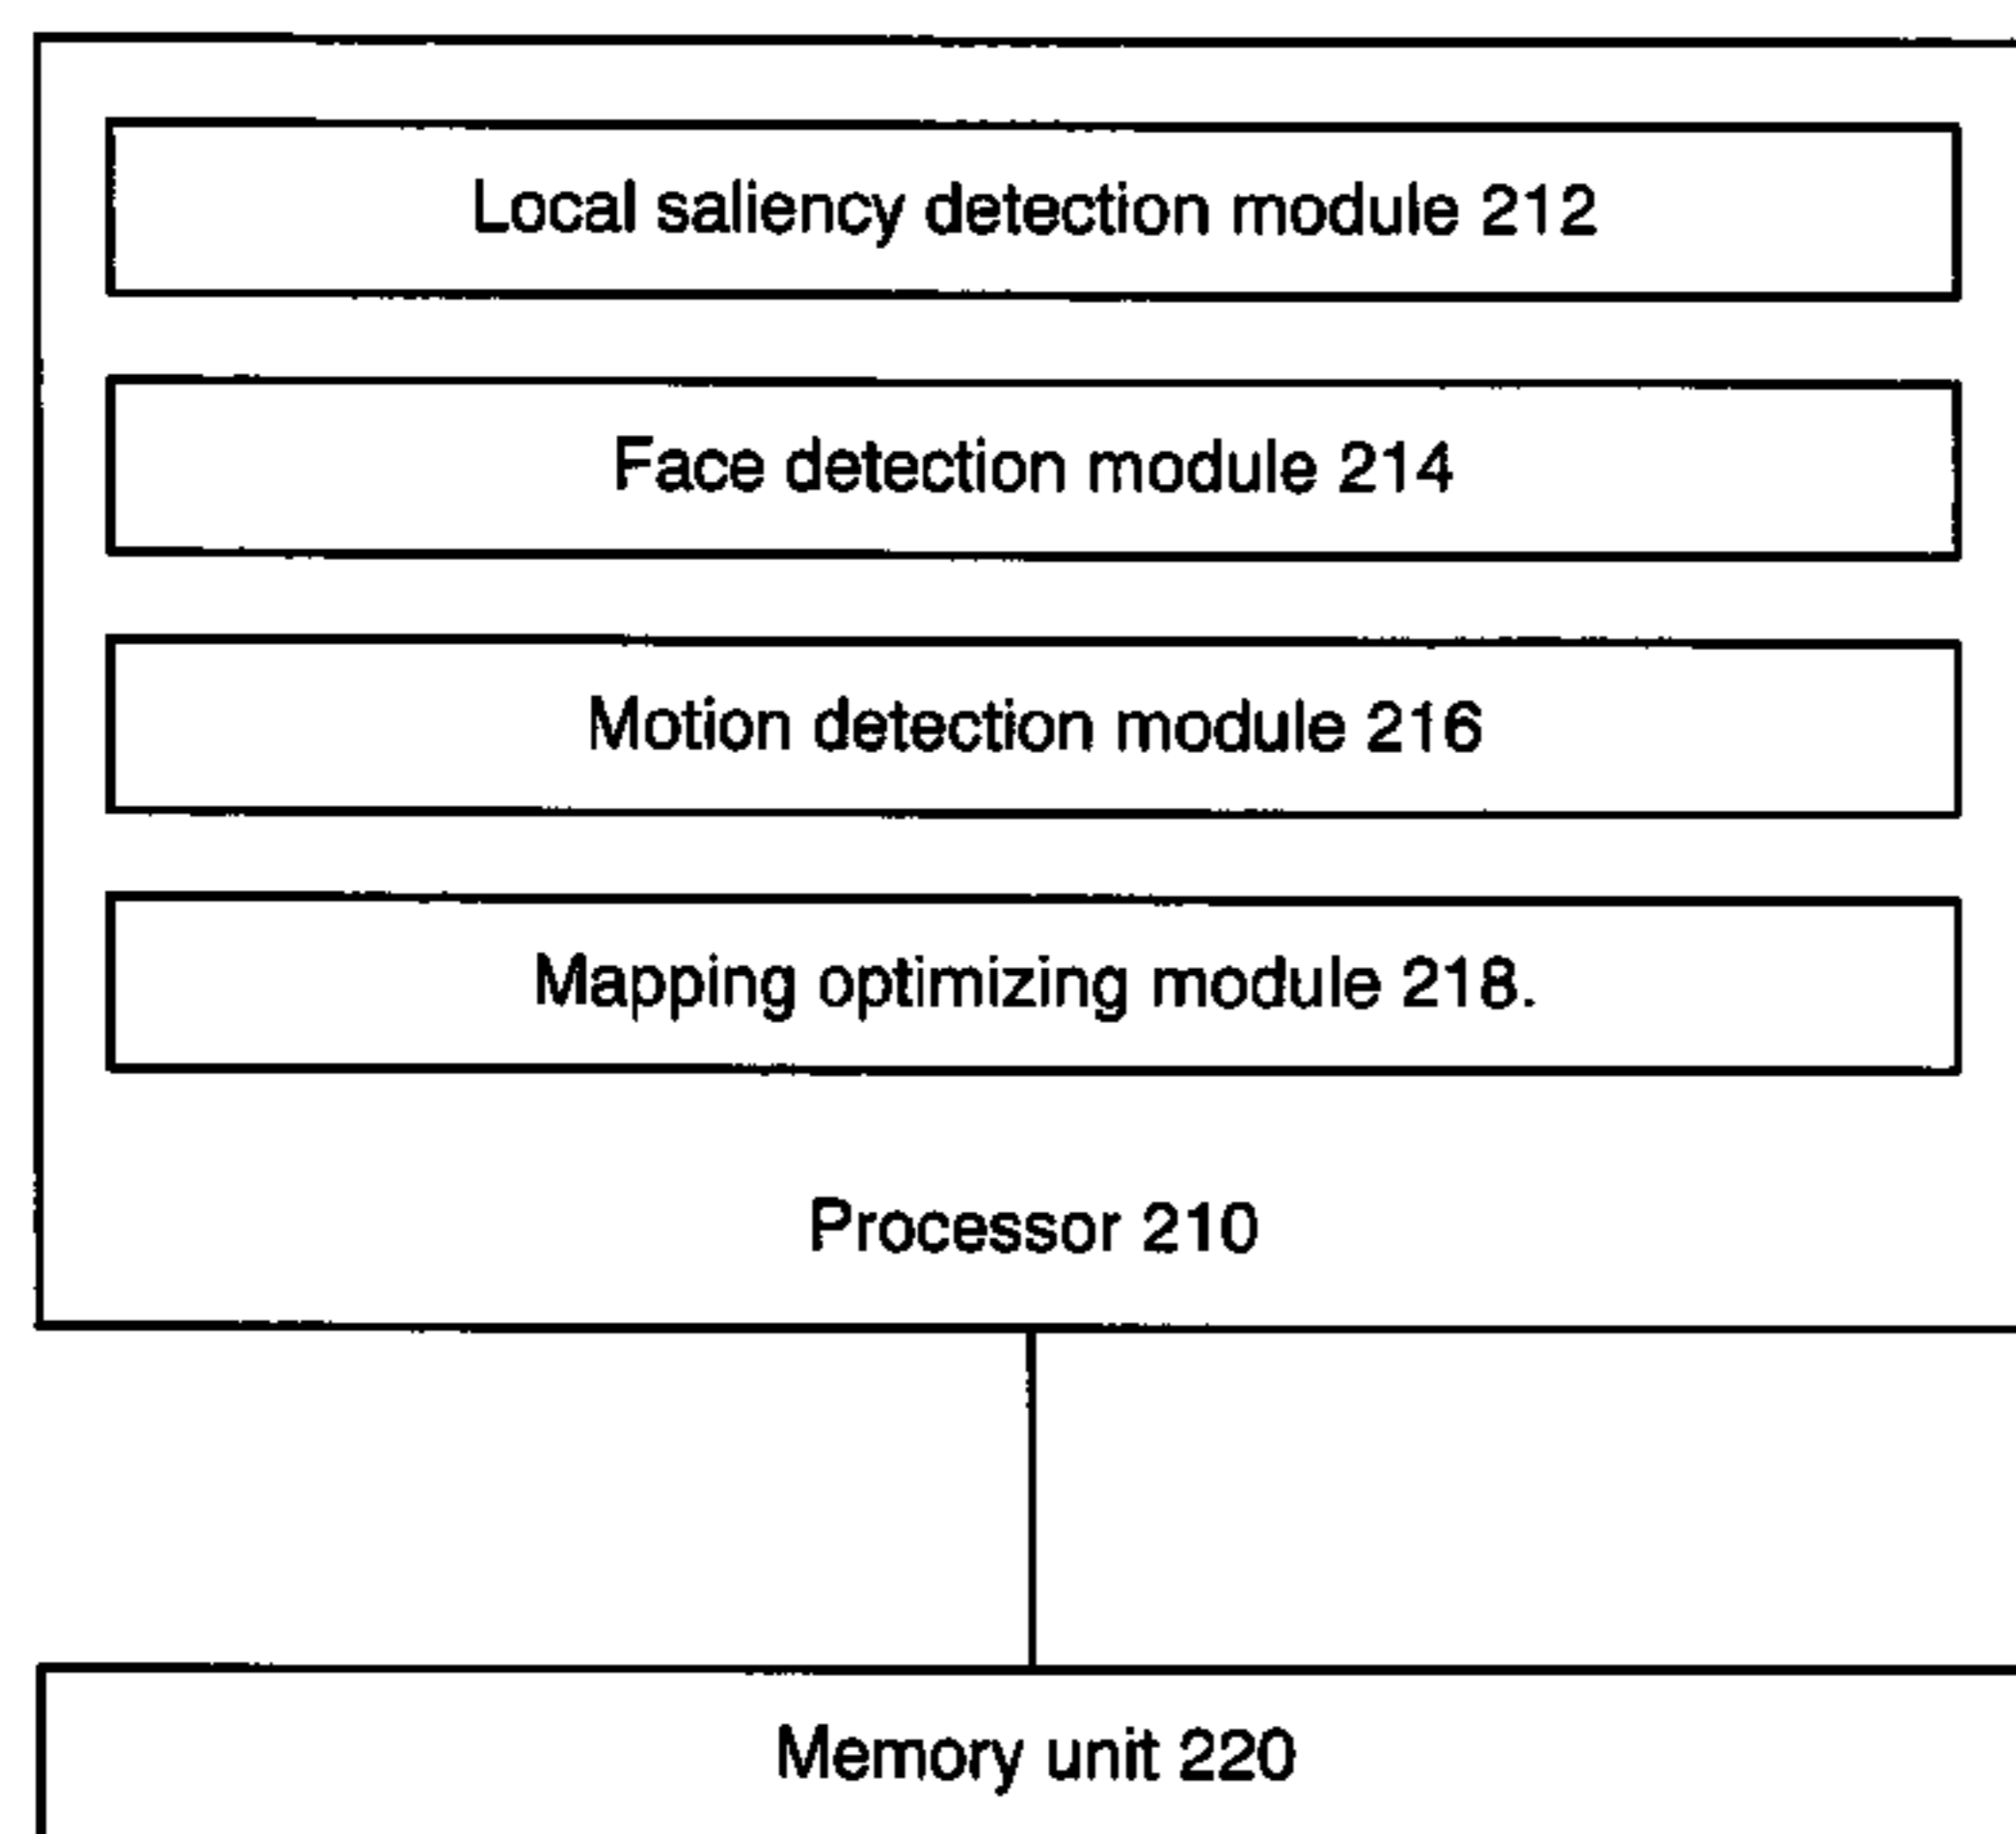 Local saliency detection module 212
Face detection module 214
Motion detection module 216
Mapping optimizing module 218.
Processor 210
Memory unit 220